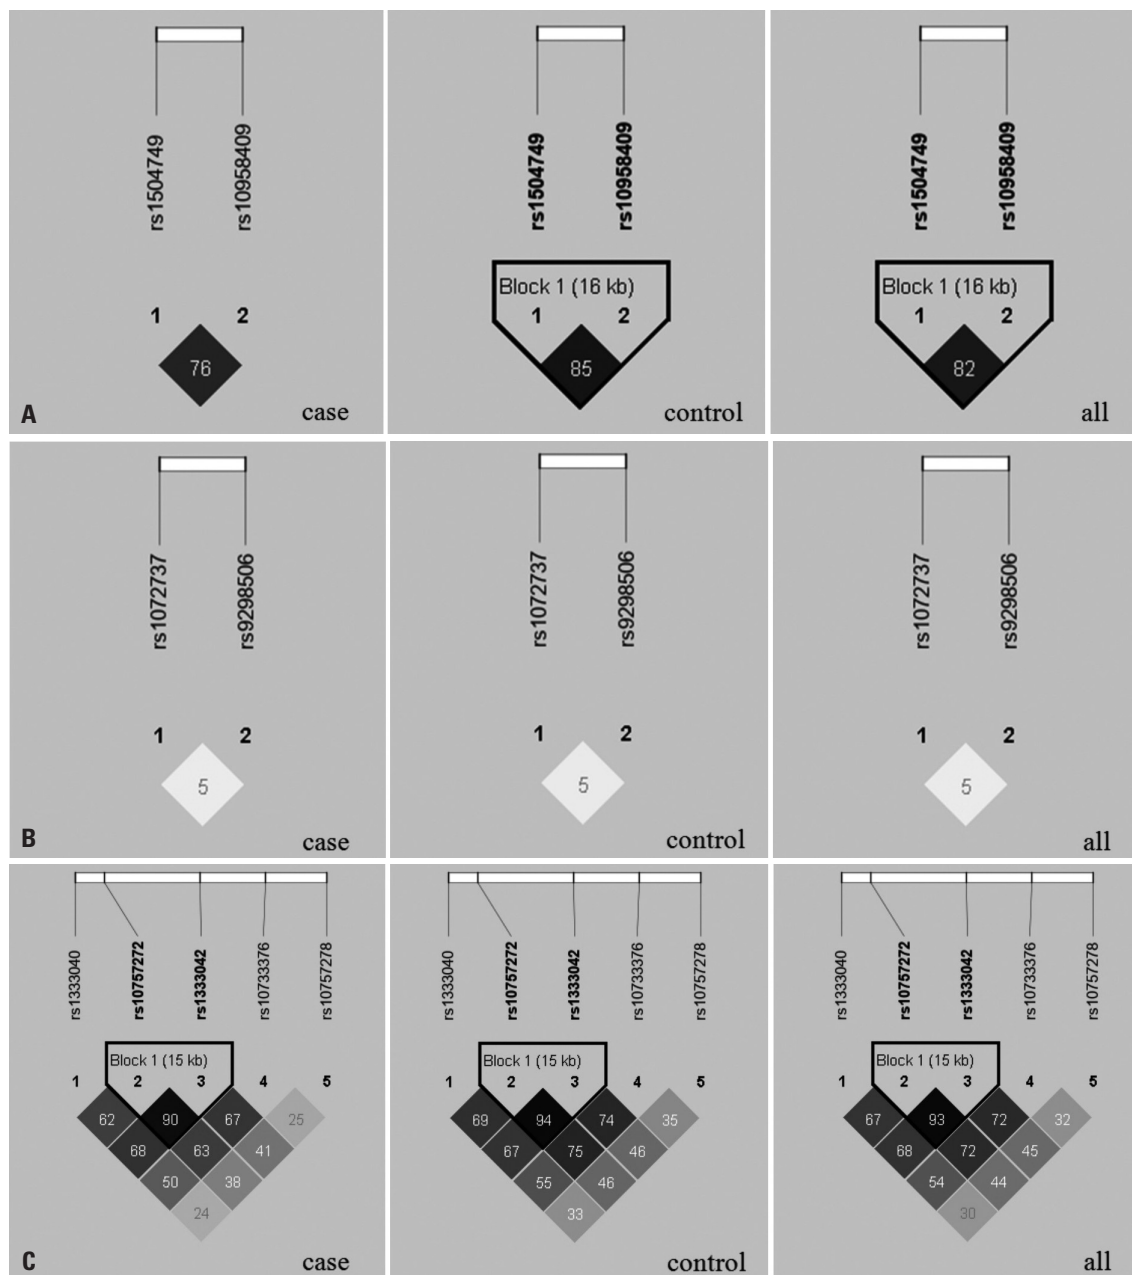 rs1504749 rs10958409
1 2
76
A case
rs1504749 rs10958409
Block 1 (16 kb)
1 2
85
control
rs1504749 rs10958409
Block 1 (16 kb)
1 2
82
all
rs1072737 rs9298506
1 2
5
B case
rs1072737 rs9298506
1 2
5
control
rs1072737 rs9298506
1 2
5
all
rs1333040 rs10757272 rs1333042 rs10733376 rs10757278
Block 1 (15 kb)
1 2 3 4 5
62 90 67 25
68 63 41
50 38
24
C case
rs1333040 rs10757272 rs1333042 rs10733376 rs10757278
Block 1 (15 kb)
1 2 3 4 5
69 94 74 35
67 75 46
55 46
33
control
rs1333040 rs10757272 rs1333042 rs10733376 rs10757278
Block 1 (15 kb)
1 2 3 4 5
67 93 72 32
68 72 45
54 44
30
all